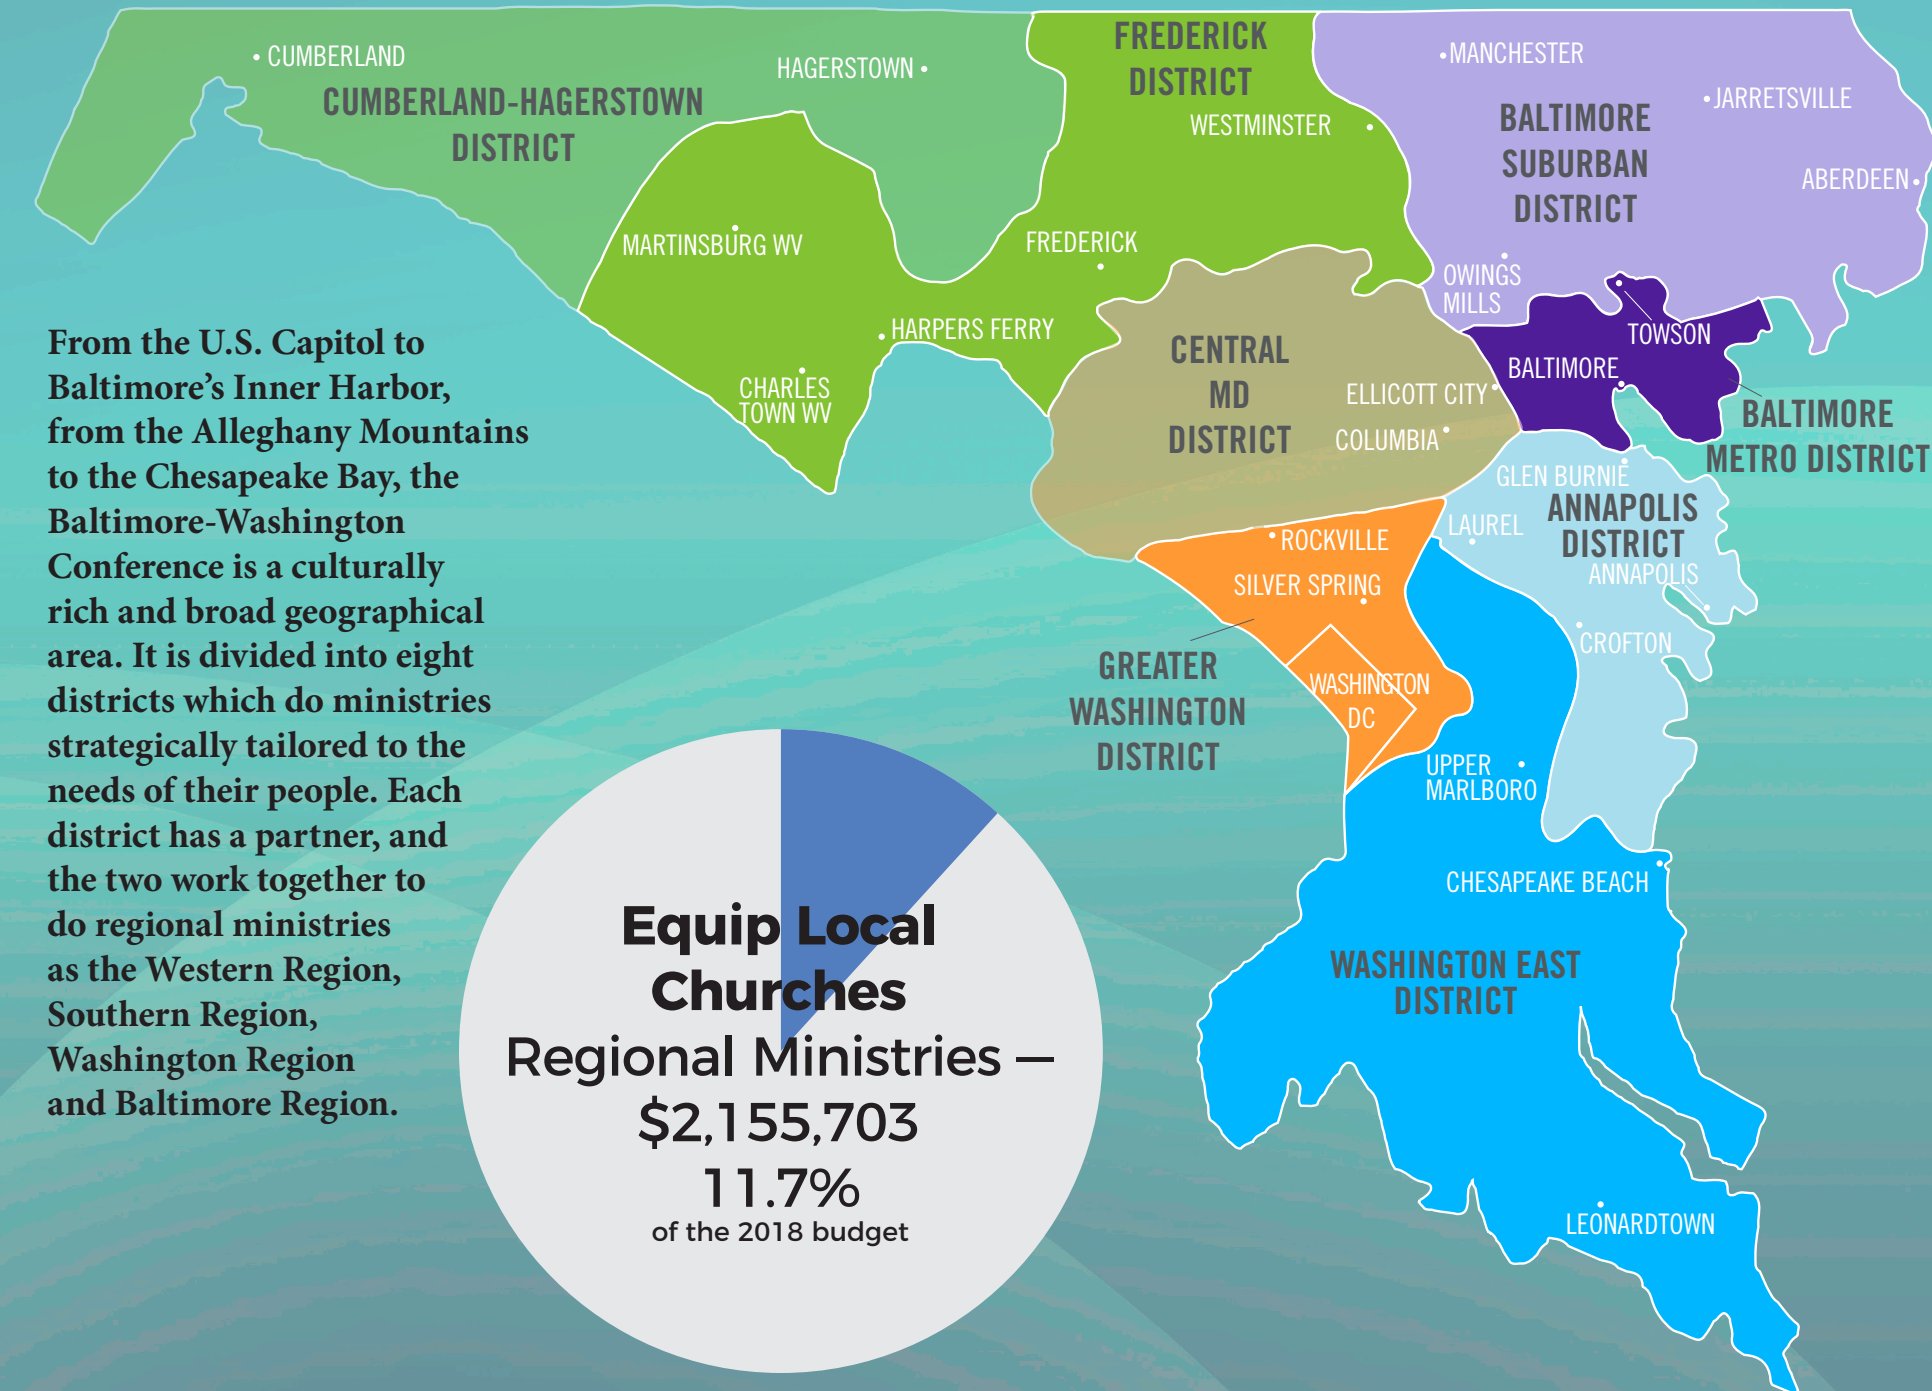 CUMBERLAND
HAGERSTOWN
CUMBERLAND-HAGERSTOWN
DISTRICT
FREDERICK
DISTRICT
WESTMINSTER
MANCHESTER
JARRETSVILLE
BALTIMORE
SUBURBAN
DISTRICT
ABERDEEN
MARTINSBURG WV
FREDERICK
OWINGS
MILLS
HARPERS FERRY
CHARLES
TOWN WV
CENTRAL
MD
DISTRICT
ELLICOTT CITY
COLUMBIA
TOWSON
BALTIMORE
BALTIMORE
METRO DISTRICT
GLEN BURNIE
ANNAPOLIS
DISTRICT
LAUREL
ANNAPOLIS
CROFTON
ROCKVILLE
SILVER SPRING
GREATER
WASHINGTON
DISTRICT
WASHINGTON
DC
UPPER
MARLBORO
CHESAPEAKE BEACH
WASHINGTON EAST
DISTRICT
LEONARDTOWN
From the U.S. Capitol to
Baltimore’s Inner Harbor,
from the Alleghany Mountains
to the Chesapeake Bay, the
Baltimore-Washington
Conference is a culturally
rich and broad geographical
area. It is divided into eight
districts which do ministries
strategically tailored to the
needs of their people. Each
district has a partner, and
the two work together to
do regional ministries
as the Western Region,
Southern Region,
Washington Region
and Baltimore Region.
Equip Local
Churches
Regional Ministries —
$2,155,703
11.7%
of the 2018 budget